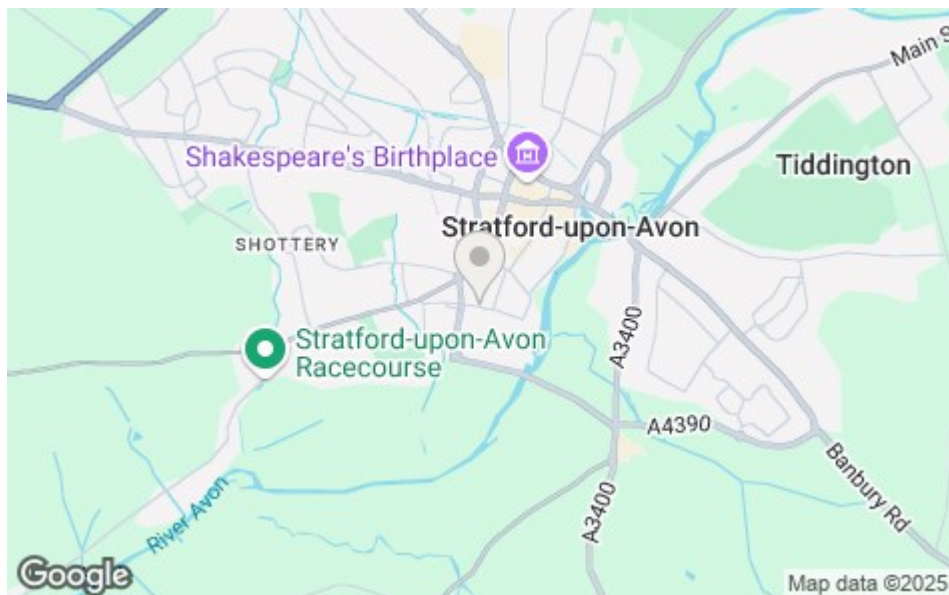 Main S
Shakespeare's Birthplace
Tiddington
Stratford-upon-Avon
SHOTTERY
Stratford-upon-Avon
Racecourse
A3400
A4390
Banbury Rd
River Avon
A3400
Google
Map data ©2025